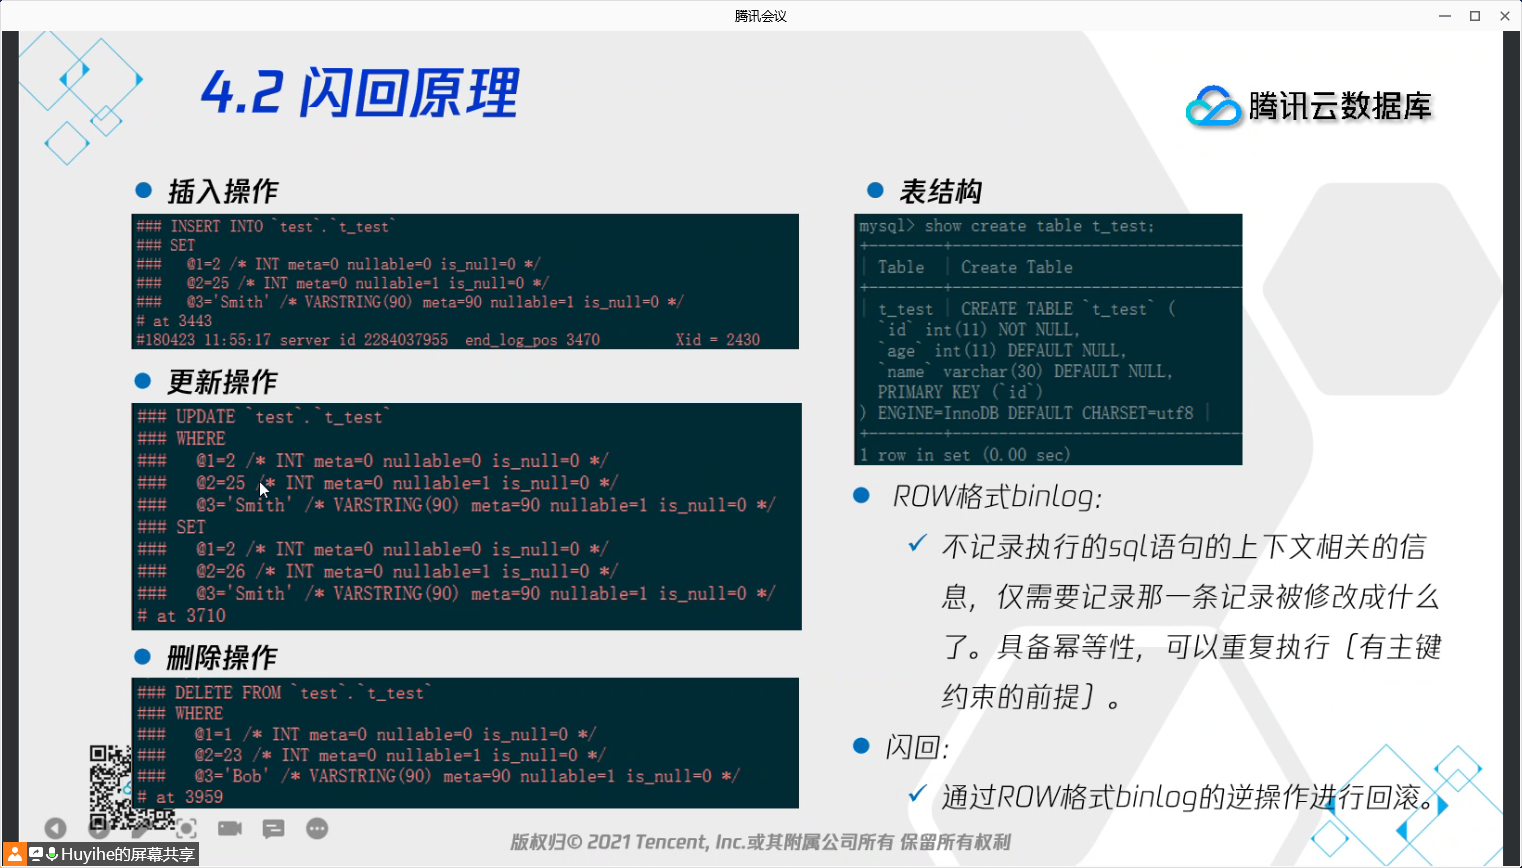 腾讯会议
4.2 闪回原理
腾讯云数据库
插入操作
### INSERT INTO `test`.`t_test`
### SET
###   @1=2 /* INT meta=0 nullable=0 is_null=0 */
###   @2=25 /* INT meta=0 nullable=1 is_null=0 */
###   @3='Smith' /* VARSTRING(90) meta=90 nullable=1 is_null=0 */
# at 3443
#180423 11:55:17 server id 2284037955  end_log_pos 3470        Xid = 2430
更新操作
### UPDATE `test`.`t_test`
### WHERE
###   @1=2 /* INT meta=0 nullable=0 is_null=0 */
###   @2=25 /* INT meta=0 nullable=1 is_null=0 */
###   @3='Smith' /* VARSTRING(90) meta=90 nullable=1 is_null=0 */
### SET
###   @1=2 /* INT meta=0 nullable=0 is_null=0 */
###   @2=26 /* INT meta=0 nullable=1 is_null=0 */
###   @3='Smith' /* VARSTRING(90) meta=90 nullable=1 is_null=0 */
# at 3710
删除操作
### DELETE FROM `test`.`t_test`
### WHERE
###   @1=1 /* INT meta=0 nullable=0 is_null=0 */
###   @2=23 /* INT meta=0 nullable=1 is_null=0 */
###   @3='Bob' /* VARSTRING(90) meta=90 nullable=1 is_null=0 */
# at 3959
表结构
mysql> show create table t_test;
+--------+-------------------------------
| Table  | Create Table
+--------+-------------------------------
| t_test | CREATE TABLE `t_test` (
  `id` int(11) NOT NULL,
  `age` int(11) DEFAULT NULL,
  `name` varchar(30) DEFAULT NULL,
  PRIMARY KEY (`id`)
) ENGINE=InnoDB DEFAULT CHARSET=utf8 |
+--------+-------------------------------
1 row in set (0.00 sec)
ROW格式binlog:
不记录执行的sql语句的上下文相关的信
息，仅需要记录那一条记录被修改成什么
了。具备幂等性，可以重复执行（有主键
约束的前提）。
闪回:
通过ROW格式binlog的逆操作进行回滚。
版权归© 2021 Tencent, Inc.或其附属公司所有 保留所有权利
Huyihe的屏幕共享